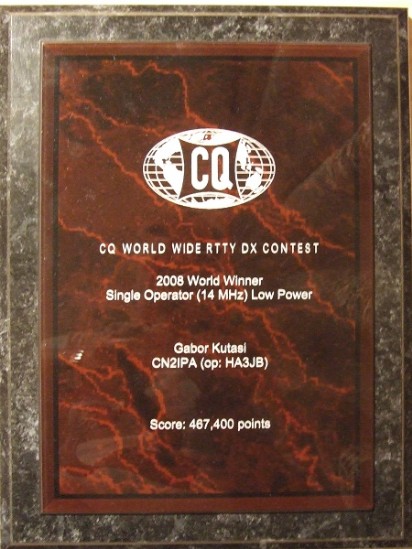 CQ
CQ WORLD WIDE RTTY DX CONTEST
2008 World Winner
Single Operator (14 MHz) Low Power
Gabor Kutasi
CN2IPA (op: HA3JB)
Score: 467,400 points